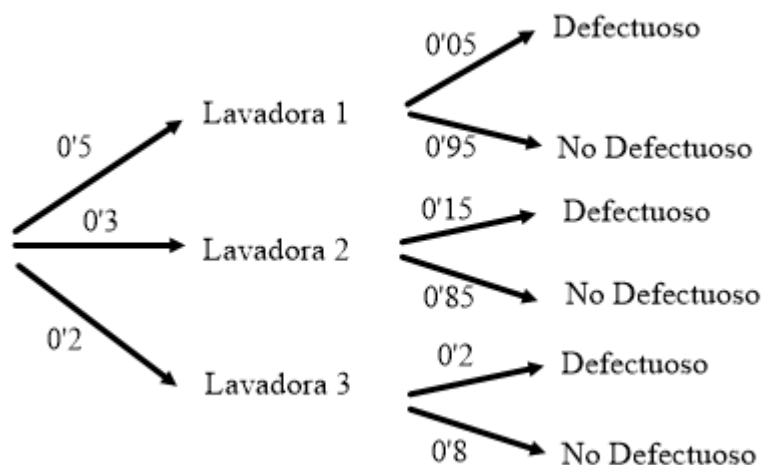 0'5
Lavadora 1
0'05
Defectuoso
0'95
No Defectuoso
0'3
Lavadora 2
0'15
Defectuoso
0'85
No Defectuoso
0'2
Lavadora 3
0'2
Defectuoso
0'8
No Defectuoso